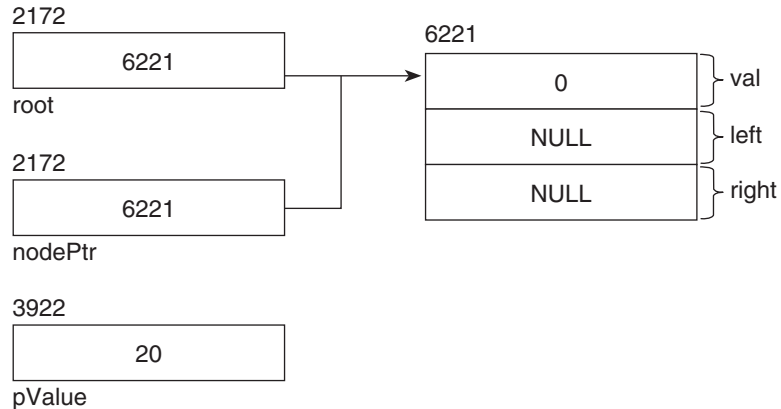 2172
6221
root
2172
6221
nodePtr
3922
20
pValue
6221
0
val
NULL
left
NULL
right